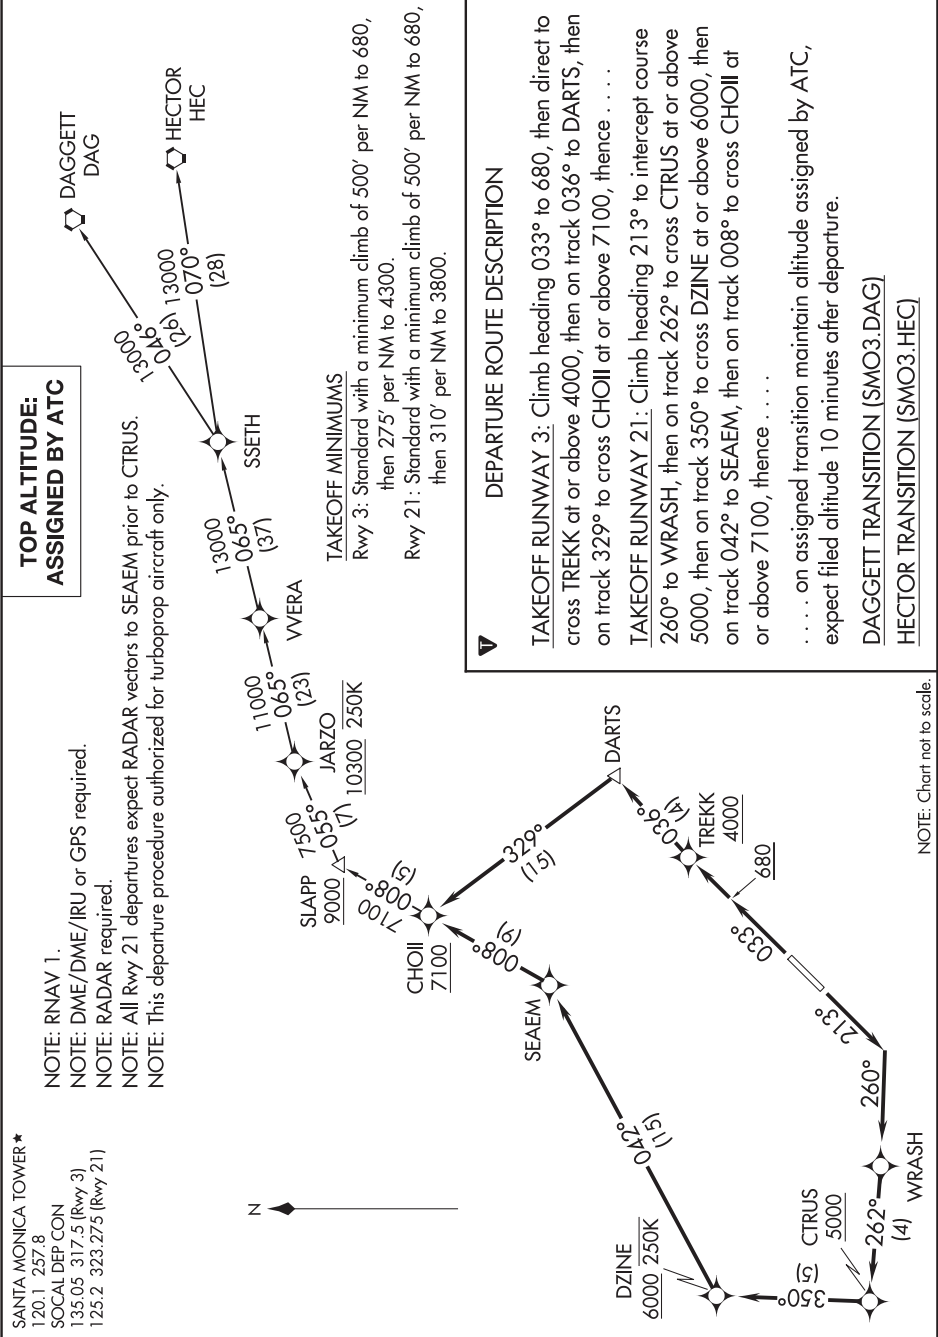 SANTA MONICA TOWER★
120.1 257.8
SOCAL DEP CON
135.05 317.5 (Rwy 3)
125.2 323.275 (Rwy 21)
NOTE: RNAV 1.
NOTE: DME/DME/IRU or GPS required.
NOTE: RADAR required.
NOTE: All Rwy 21 departures expect RADAR vectors to SEAEM prior to CTRUS.
NOTE: This departure procedure authorized for turboprop aircraft only.
TOP ALTITUDE:
ASSIGNED BY ATC
DAGGETT
DAG
HECTOR
HEC
13000
046°
(26)
13000
070°
(28)
SSETH
13000
065°
(37)
VVERA
11000
065°
(23)
JARZO
10300 250K
7500
055°
(7)
SLAPP
9000
7100
008°
(5)
CHOII
7100
TAKEOFF MINIMUMS
Rwy 3: Standard with a minimum climb of 500' per NM to 680,
then 275' per NM to 4300.
Rwy 21: Standard with a minimum climb of 500' per NM to 680,
then 310' per NM to 3800.
N
008°
(9)
SEAEM
329°
(15)
DARTS
036°
(4)
TREKK
4000
680
033°
213°
260°
WRASH
262°
(4)
CTRUS
5000
350°
(5)
DZINE
6000 250K
042°
(15)
NOTE: Chart not to scale.
T
DEPARTURE ROUTE DESCRIPTION
TAKEOFF RUNWAY 3: Climb heading 033° to 680, then direct to
cross TREKK at or above 4000, then on track 036° to DARTS, then
on track 329° to cross CHOII at or above 7100, thence . . . .
TAKEOFF RUNWAY 21: Climb heading 213° to intercept course
260° to WRASH, then on track 262° to cross CTRUS at or above
5000, then on track 350° to cross DZINE at or above 6000, then
on track 042° to SEAEM, then on track 008° to cross CHOII at
or above 7100, thence . . . .
. . . . on assigned transition maintain altitude assigned by ATC,
expect filed altitude 10 minutes after departure.
DAGGETT TRANSITION (SMO3.DAG)
HECTOR TRANSITION (SMO3.HEC)